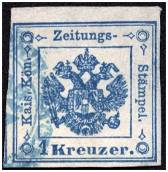 Kais. Kön.
Zeitungs-
Stämpel.
1 Kreuzer.